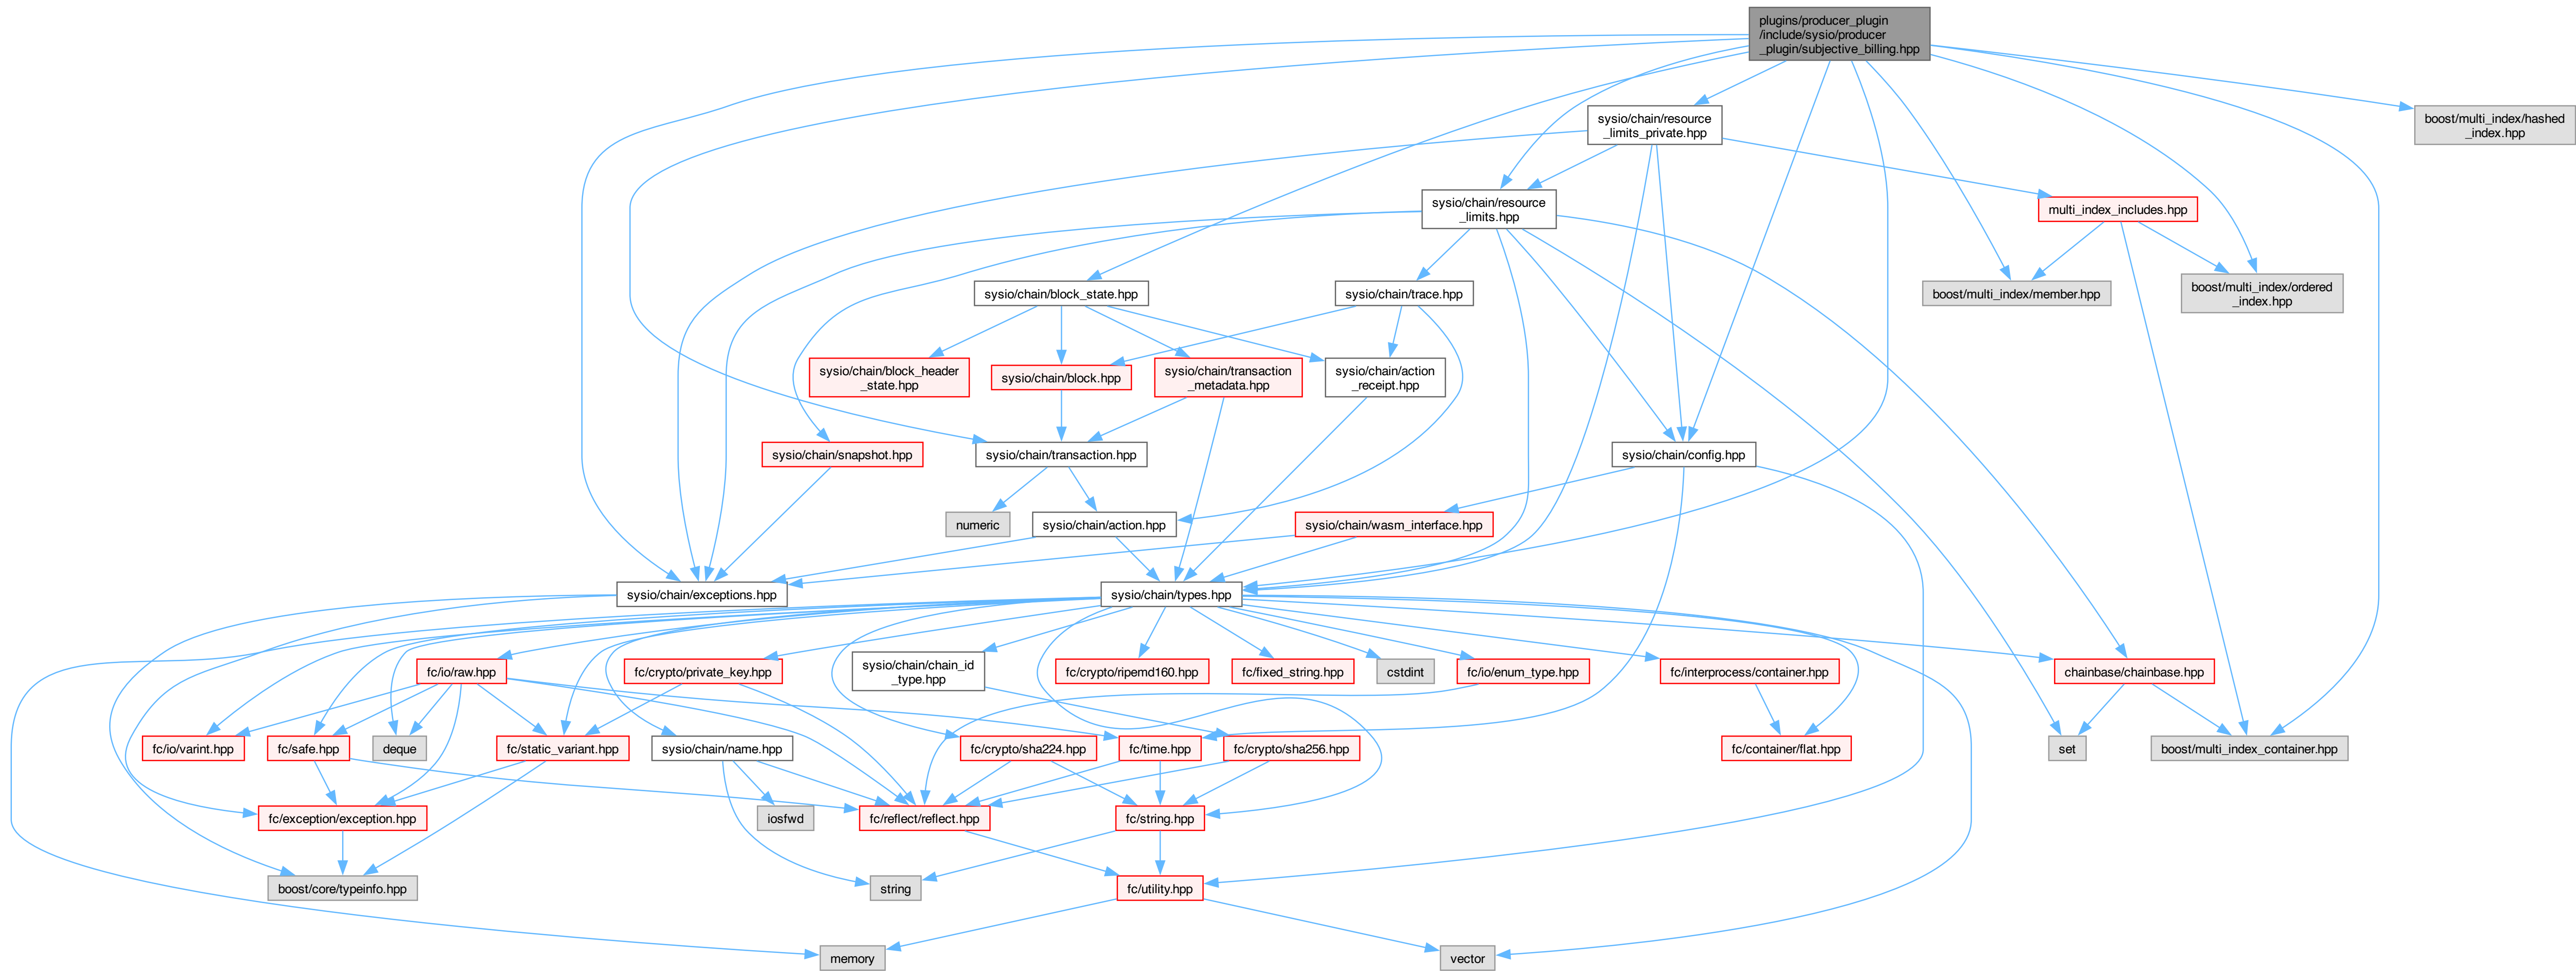 plugins/producer_plugin
/include/sysio/producer
_plugin/subjective_billing.hpp
sysio/chain/resource
_limits_private.hpp
boost/multi_index/hashed
_index.hpp
sysio/chain/resource
_limits.hpp
multi_index_includes.hpp
sysio/chain/block_state.hpp
sysio/chain/trace.hpp
boost/multi_index/member.hpp
boost/multi_index/ordered
_index.hpp
sysio/chain/block_header
_state.hpp
sysio/chain/block.hpp
sysio/chain/transaction
_metadata.hpp
sysio/chain/action
_receipt.hpp
sysio/chain/snapshot.hpp
sysio/chain/transaction.hpp
sysio/chain/config.hpp
numeric
sysio/chain/action.hpp
sysio/chain/wasm_interface.hpp
sysio/chain/exceptions.hpp
sysio/chain/types.hpp
fc/io/raw.hpp
fc/crypto/private_key.hpp
sysio/chain/chain_id
_type.hpp
fc/crypto/ripemd160.hpp
fc/fixed_string.hpp
cstdint
fc/io/enum_type.hpp
fc/interprocess/container.hpp
chainbase/chainbase.hpp
fc/io/varint.hpp
fc/safe.hpp
deque
fc/static_variant.hpp
sysio/chain/name.hpp
fc/crypto/sha224.hpp
fc/time.hpp
fc/crypto/sha256.hpp
fc/container/flat.hpp
set
boost/multi_index_container.hpp
fc/exception/exception.hpp
iosfwd
fc/reflect/reflect.hpp
fc/string.hpp
boost/core/typeinfo.hpp
string
fc/utility.hpp
memory
vector